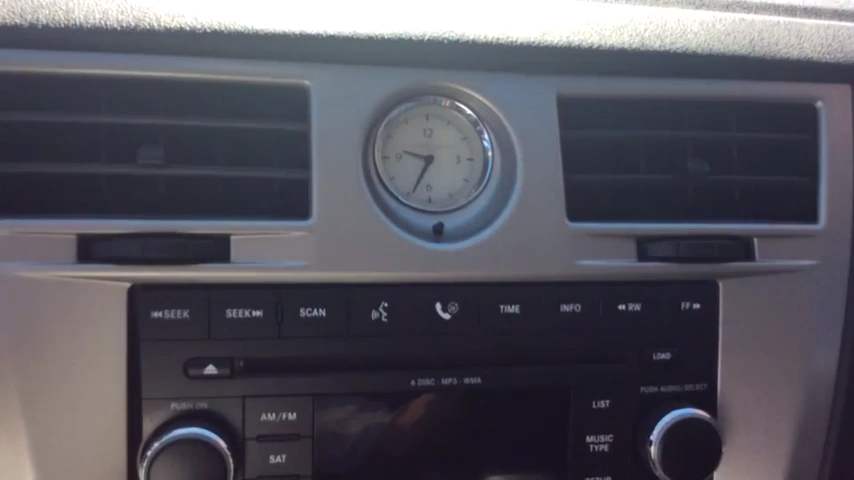 12
9 3
6
SEEK SEEK SCAN TIME INFO RW FF
LOAD
6 DISC · MP3 · WMA
PUSH AUDIO/SELECT
PUSH ON
AM/FM
LIST
SAT
MUSIC
TYPE
SETUP